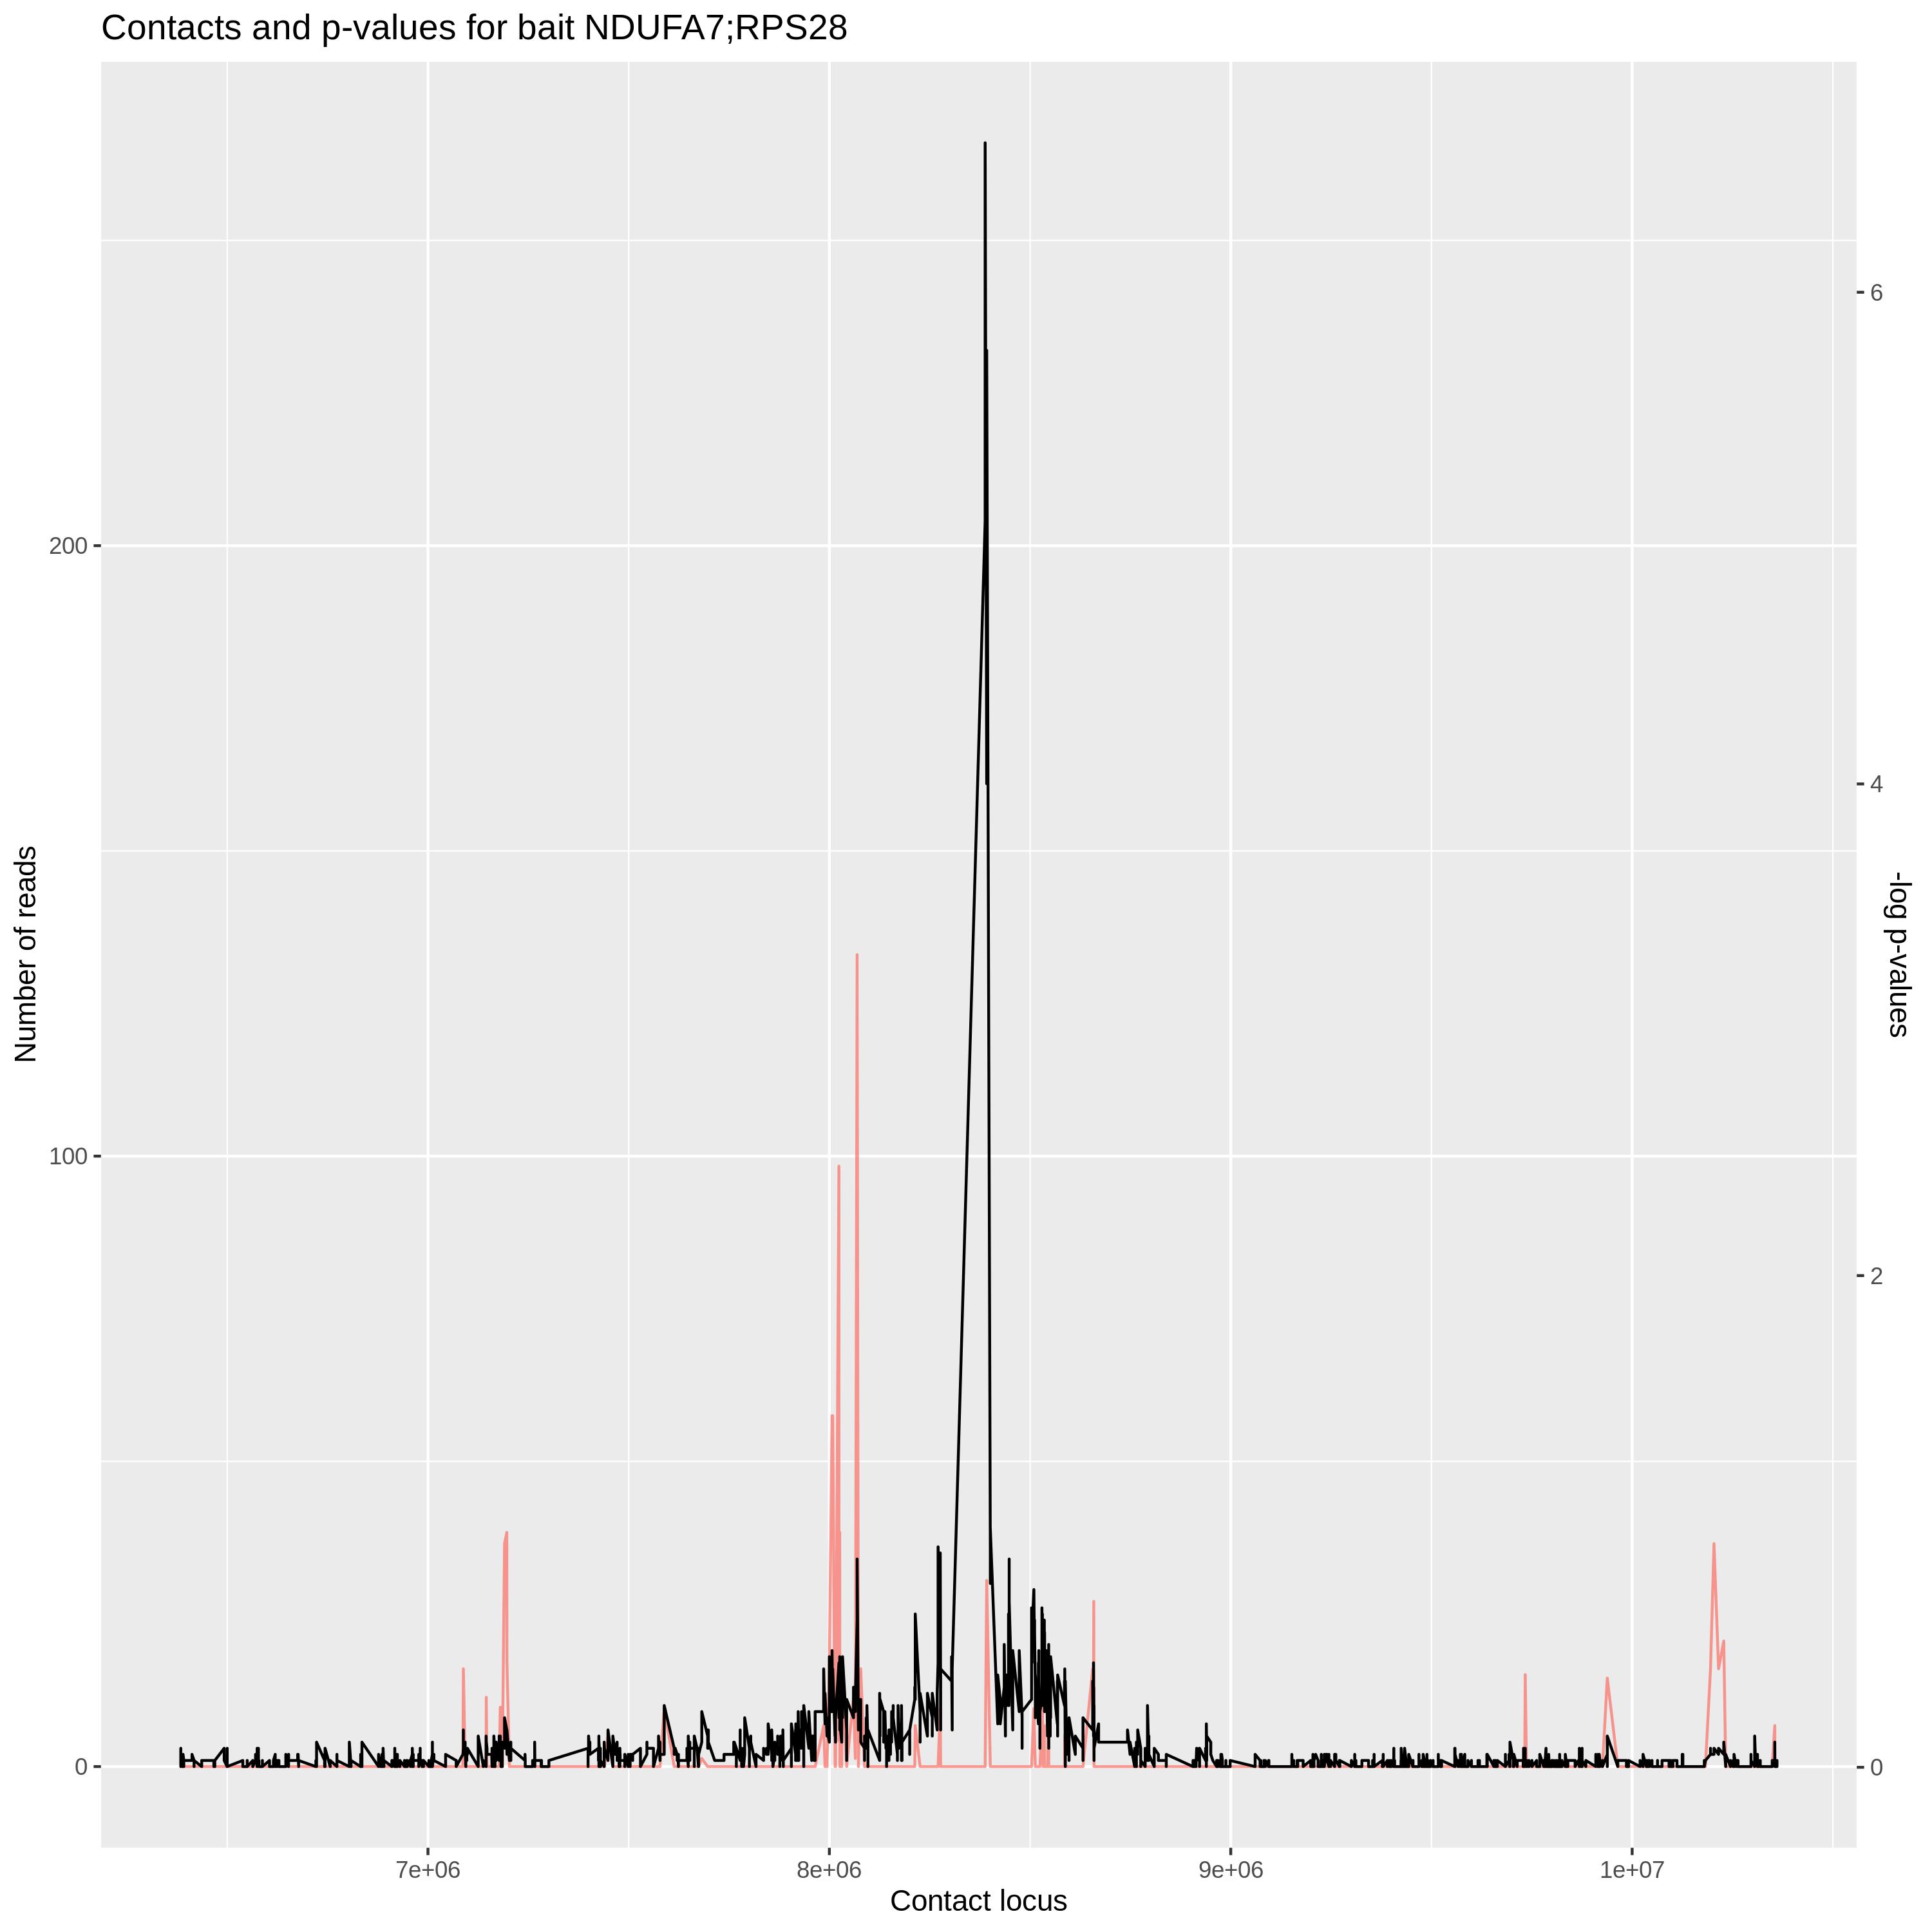 Contacts and p-values for bait NDUFA7;RPS28
Number of reads
200
100
0
6
4
2
0
-log p-values
7e+06
8e+06
9e+06
1e+07
Contact locus